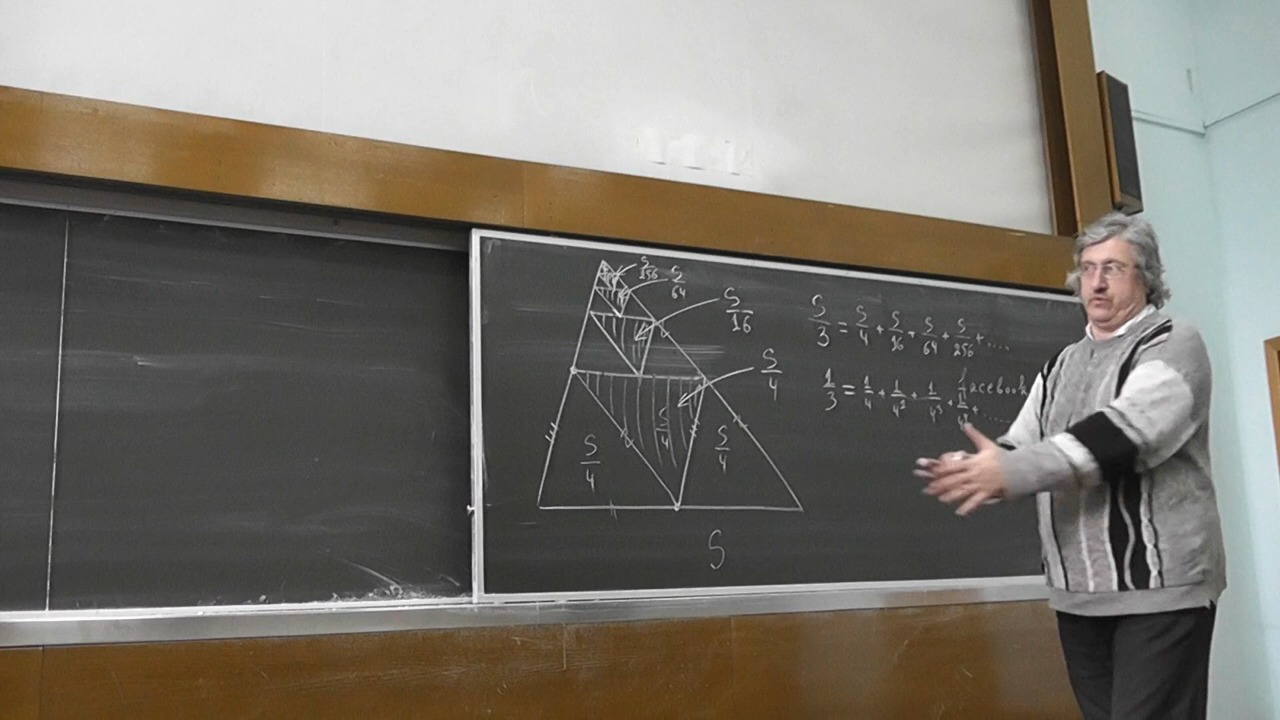 S/256
S/64
S/16
S/4
S/4
S/4
S/4
S
S/3 = S/4 + S/16 + S/64 + S/256 + ....
facebook
1/3 = 1/4 + 1/4² + 1/4³ + 1/4⁴ + .....